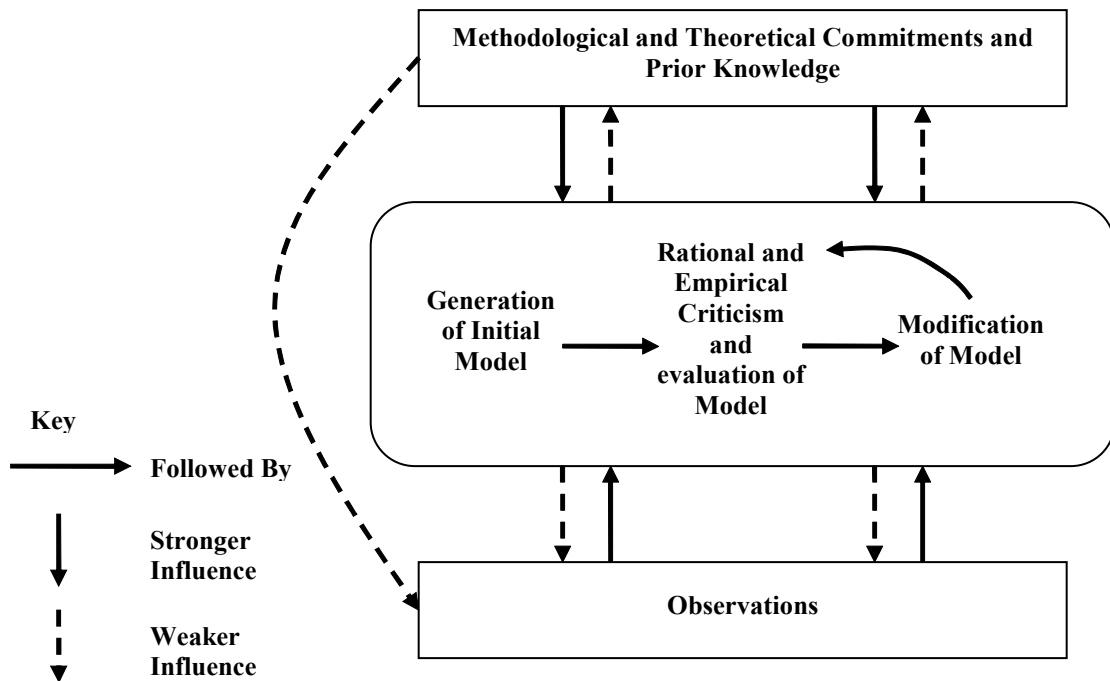 Methodological and Theoretical Commitments and
Prior Knowledge
Generation
of Initial
Model
Rational and
Empirical
Criticism
and
evaluation of
Model
Modification
of Model
Key
Followed By
Stronger
Influence
Weaker
Influence
Observations